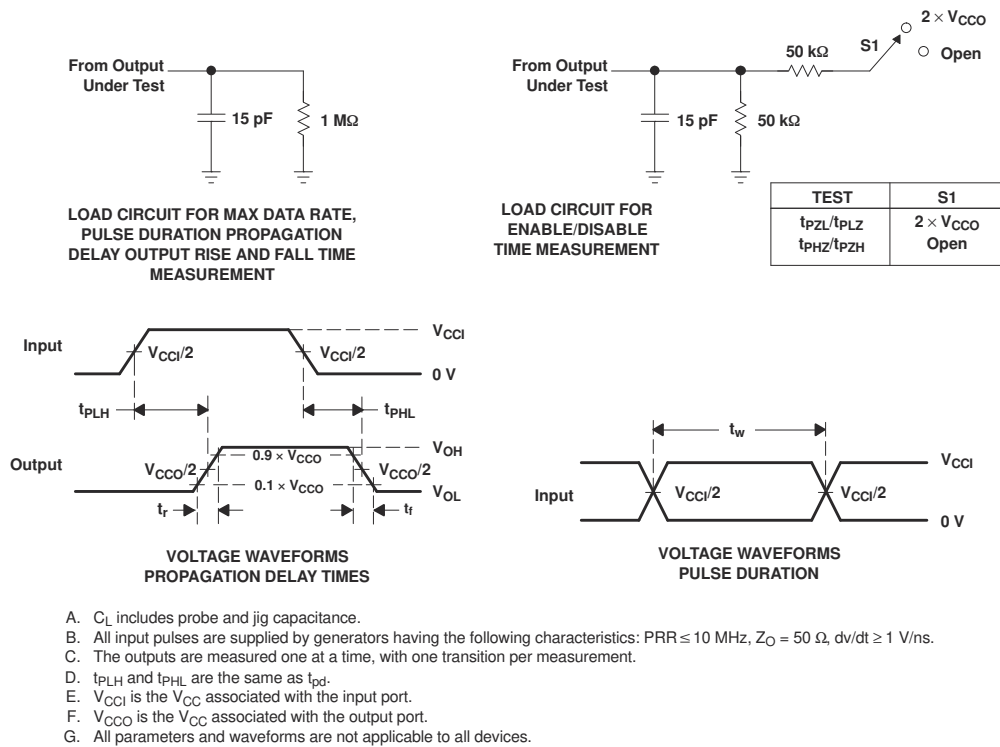 From Output
Under Test
15 pF
1 MΩ
LOAD CIRCUIT FOR MAX DATA RATE,
PULSE DURATION PROPAGATION
DELAY OUTPUT RISE AND FALL TIME
MEASUREMENT
From Output
Under Test
15 pF
50 kΩ
50 kΩ
S1
2 × VCCO
Open
LOAD CIRCUIT FOR
ENABLE/DISABLE
TIME MEASUREMENT
TEST S1
tPZL/tPLZ 2 × VCCO
tPHZ/tPZH Open
Input
VCCI/2
VCCI/2
VCCI
0 V
tPLH
tPHL
Output
VCCO/2
0.9 × VCCO
0.1 × VCCO
VCCO/2
VOH
VOL
tr
tf
VOLTAGE WAVEFORMS
PROPAGATION DELAY TIMES
tw
Input
VCCI/2
VCCI/2
VCCI
0 V
VOLTAGE WAVEFORMS
PULSE DURATION
A. CL includes probe and jig capacitance.
B. All input pulses are supplied by generators having the following characteristics: PRR ≤ 10 MHz, ZO = 50 Ω, dv/dt ≥ 1 V/ns.
C. The outputs are measured one at a time, with one transition per measurement.
D. tPLH and tPHL are the same as tpd.
E. VCCI is the VCC associated with the input port.
F. VCCO is the VCC associated with the output port.
G. All parameters and waveforms are not applicable to all devices.